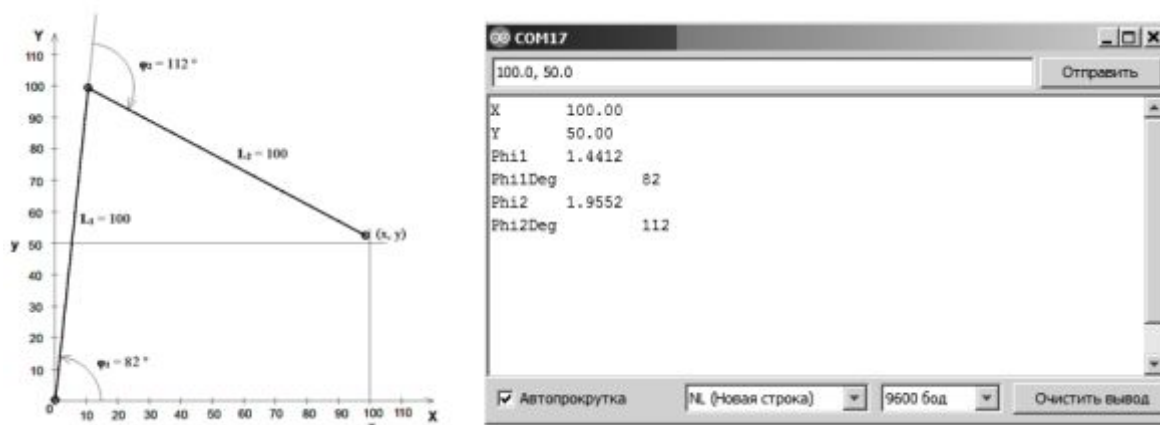 Y
110
100
90
80
70
60
50
40
30
20
10
0
y
φ₂ = 112 °
L₂ = 100
L₁ = 100
(x, y)
φ₁ = 82 °
10 20 30 40 50 60 70 80 90 100 110
X
COM17
100.0, 50.0
Отправить
X 100.00
Y 50.00
Phi1 1.4412
Phi1Deg 82
Phi2 1.9552
Phi2Deg 112
Автопрокрутка
NL (Новая строка)
9600 бод
Очистить вывод